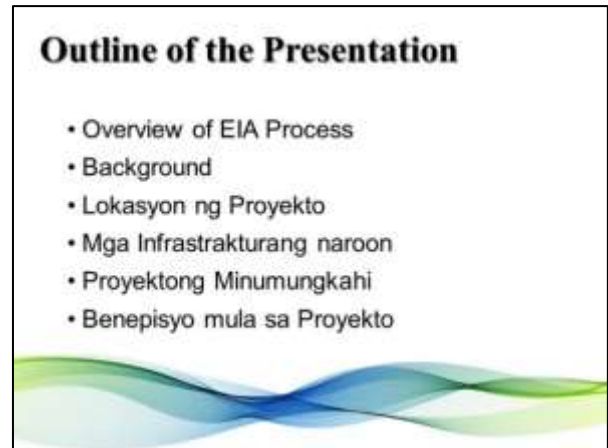 Outline of the Presentation
• Overview of EIA Process
• Background
• Lokasyon ng Proyekto
• Mga Infrastrakturang naroon
• Proyektong Minumungkahi
• Benepisyo mula sa Proyekto